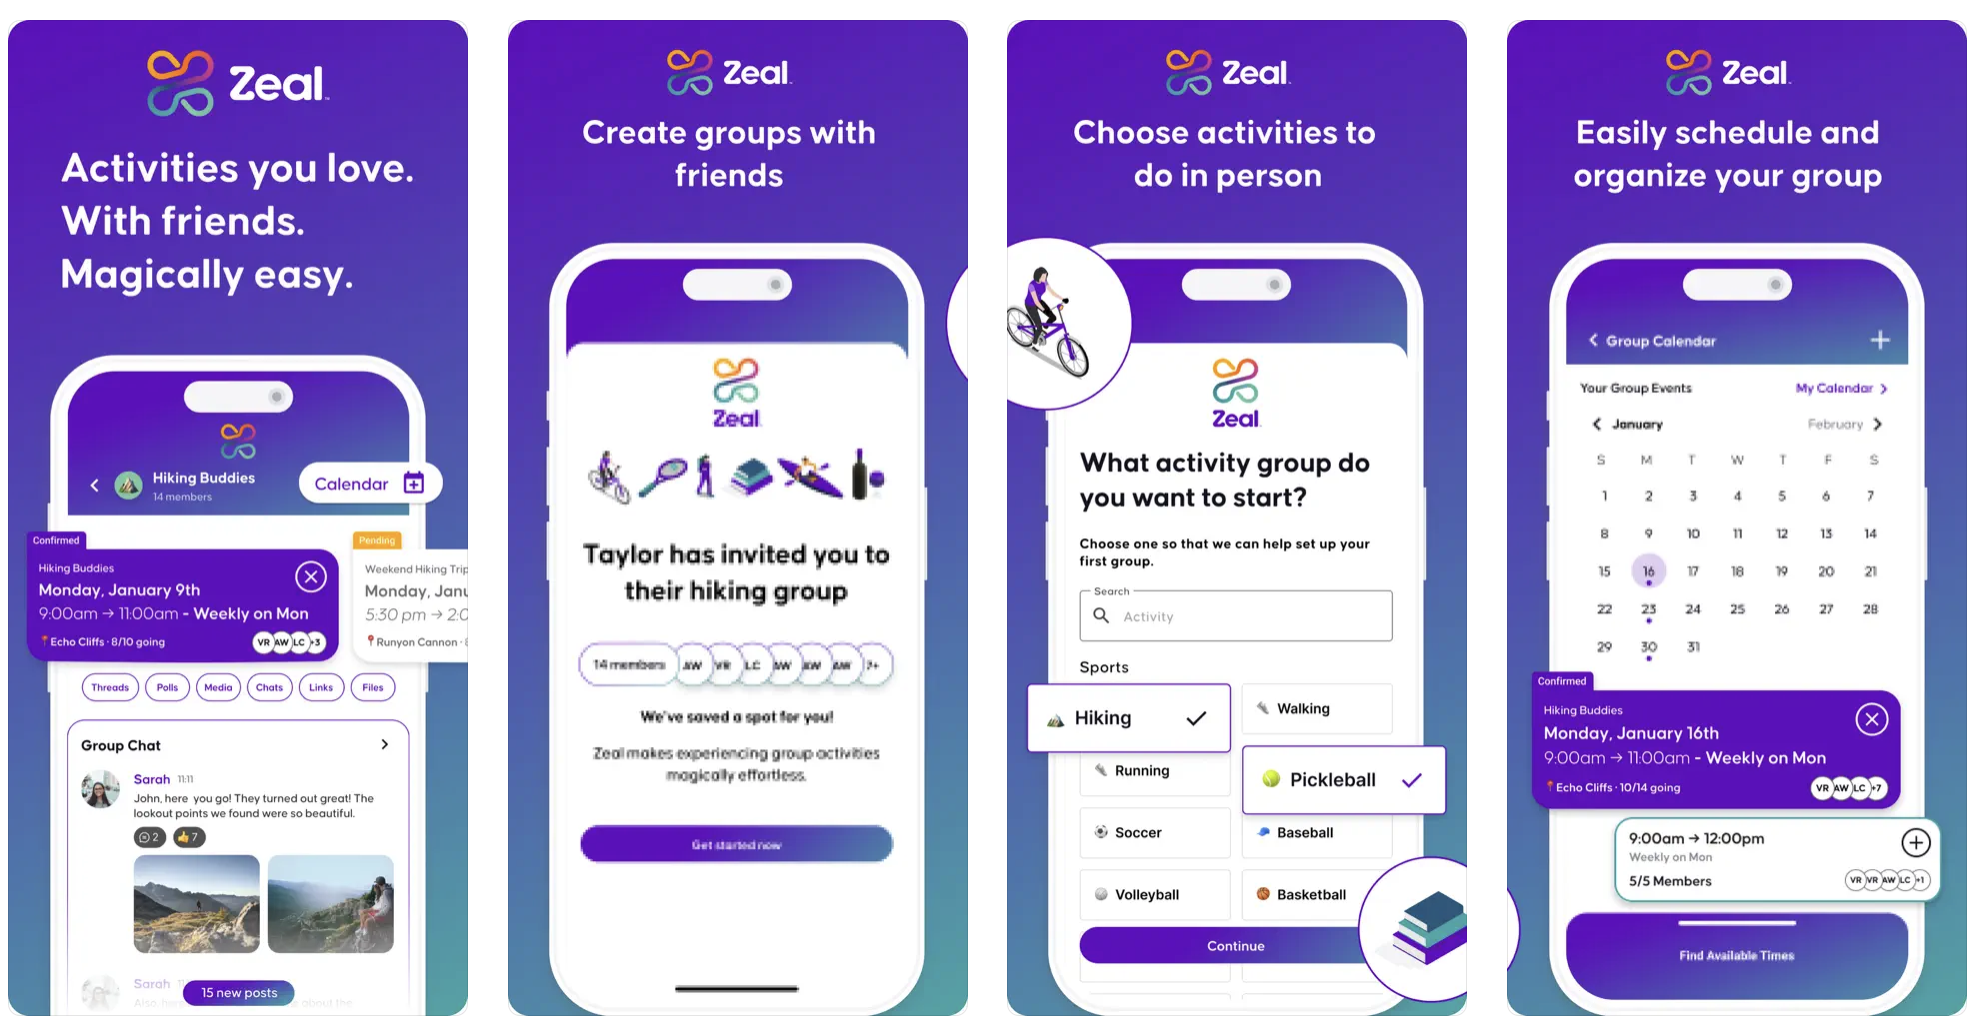 Zeal
Activities you love.
With friends.
Magically easy.
Hiking Buddies
14 members
Calendar
Confirmed
Hiking Buddies
Monday, January 9th
9:00am → 11:00am - Weekly on Mon
Echo Cliffs · 8/10 going
VR AW LC +3
Pending
Weekend Hiking Trip
Monday, Janu
5:30 pm → 2:0
Runyon Cannon ·
Threads Polls Media Chats Links Files
Group Chat
Sarah 11:11
John, here you go! They turned out great! The
lookout points we found were so beautiful.
2 👍 7
Sarah 11:11
Also, here
about the
15 new posts
Zeal
Create groups with
friends
Zeal
Taylor has invited you to
their hiking group
14 members AW VR LC AW AW AW 7+
We've saved a spot for you!
Zeal makes experiencing group activities
magically effortless.
Get started now
Zeal
Choose activities to
do in person
Zeal
What activity group do
you want to start?
Choose one so that we can help set up your
first group.
Search
Activity
Sports
Hiking
Walking
Running
Pickleball
Soccer
Baseball
Volleyball
Basketball
Continue
Zeal
Easily schedule and
organize your group
Group Calendar
Your Group Events My Calendar
January February
S M T W T F S
1 2 3 4 5 6 7
8 9 10 11 12 13 14
15 16 17 18 19 20 21
22 23 24 25 26 27 28
29 30 31
Confirmed
Hiking Buddies
Monday, January 16th
9:00am → 11:00am - Weekly on Mon
Echo Cliffs · 10/14 going
VR AW LC +7
9:00am → 12:00pm
Weekly on Mon
5/5 Members
VR VR AW LC +1
Find Available Times